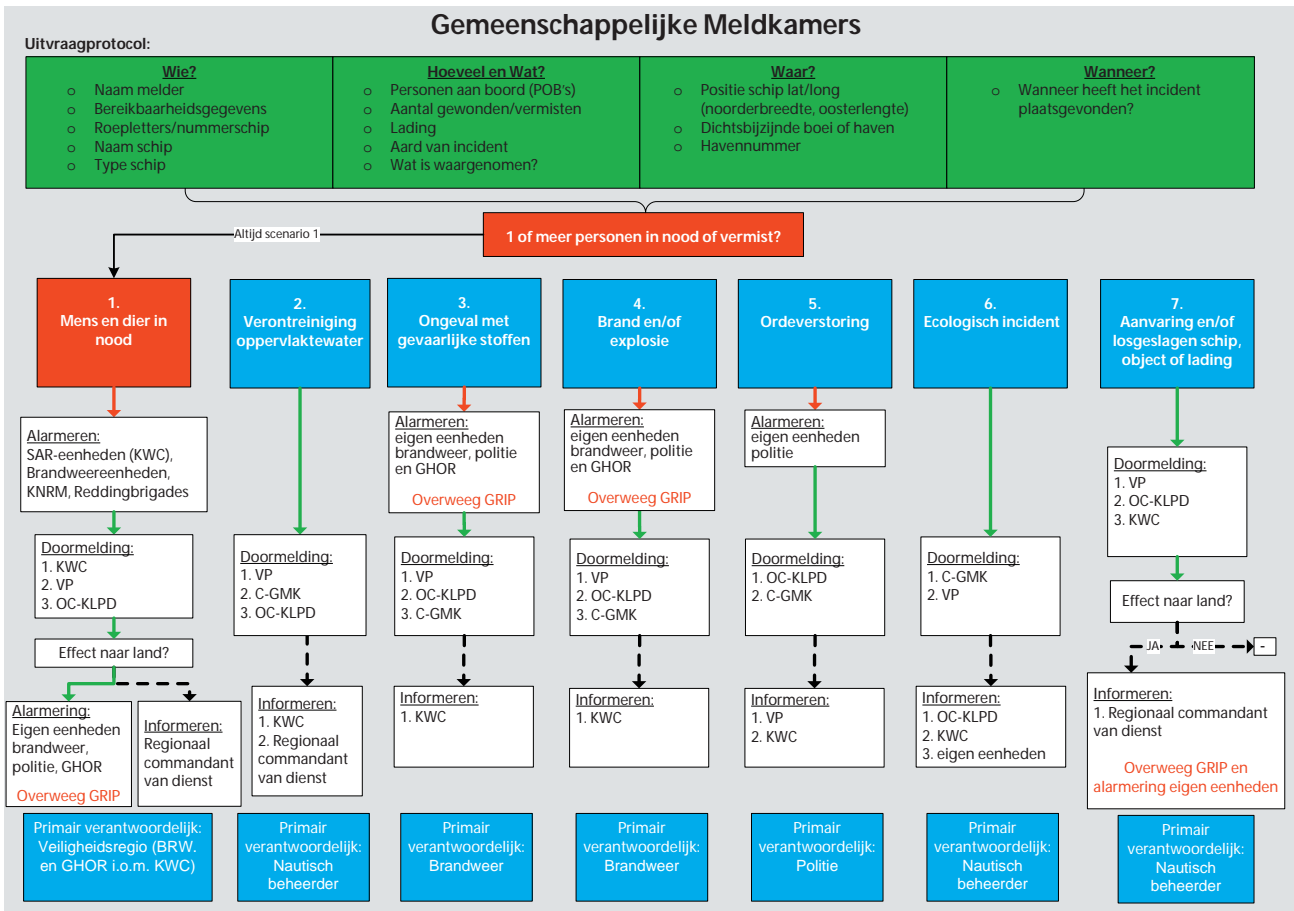 Gemeenschappelijke Meldkamers
Uitvraagprotocol:
Wie?
o Naam melder
o Bereikbaarheidsgegevens
o Roepletters/nummerschip
o Naam schip
o Type schip
Hoeveel en Wat?
o Personen aan boord (POB's)
o Aantal gewonden/vermisten
o Lading
o Aard van incident
o Wat is waargenomen?
Waar?
o Positie schip lat/long
(noorderbreedte, oosterlengte)
o Dichtsbijzijnde boei of haven
o Havennummer
Wanneer?
o Wanneer heeft het incident
plaatsgevonden?
Altijd scenario 1
1 of meer personen in nood of vermist?
1.
Mens en dier in
nood
2.
Verontreiniging
oppervlaktewater
3.
Ongeval met
gevaarlijke stoffen
4.
Brand en/of
explosie
5.
Ordeverstoring
6.
Ecologisch incident
7.
Aanvaring en/of
losgeslagen schip,
object of lading
Alarmeren:
SAR-eenheden (KWC),
Brandweereenheden,
KNRM, Reddingbrigades
Doormelding:
1. KWC
2. VP
3. OC-KLPD
Effect naar land?
Alarmering:
Eigen eenheden
brandweer,
politie, GHOR
Overweeg GRIP
Informeren:
Regionaal
commandant
van dienst
Primair verantwoordelijk:
Veiligheidsregio (BRW.
en GHOR i.o.m. KWC)
Doormelding:
1. VP
2. C-GMK
3. OC-KLPD
Informeren:
1. KWC
2. Regionaal
commandant
van dienst
Primair
verantwoordelijk:
Nautisch
beheerder
Alarmeren:
eigen eenheden
brandweer, politie
en GHOR
Overweeg GRIP
Doormelding:
1. VP
2. OC-KLPD
3. C-GMK
Informeren:
1. KWC
Primair
verantwoordelijk:
Brandweer
Alarmeren:
eigen eenheden
brandweer, politie
en GHOR
Overweeg GRIP
Doormelding:
1. VP
2. OC-KLPD
3. C-GMK
Informeren:
1. KWC
Primair
verantwoordelijk:
Brandweer
Alarmeren:
eigen eenheden
politie
Doormelding:
1. OC-KLPD
2. C-GMK
Informeren:
1. VP
2. KWC
Primair
verantwoordelijk:
Politie
Doormelding:
1. C-GMK
2. VP
Informeren:
1. OC-KLPD
2. KWC
3. eigen eenheden
Primair
verantwoordelijk:
Nautisch
beheerder
Doormelding:
1. VP
2. OC-KLPD
3. KWC
Effect naar land?
JA
NEE
-
Informeren:
1. Regionaal commandant
van dienst
Overweeg GRIP en
alarmering eigen eenheden
Primair
verantwoordelijk:
Nautisch
beheerder